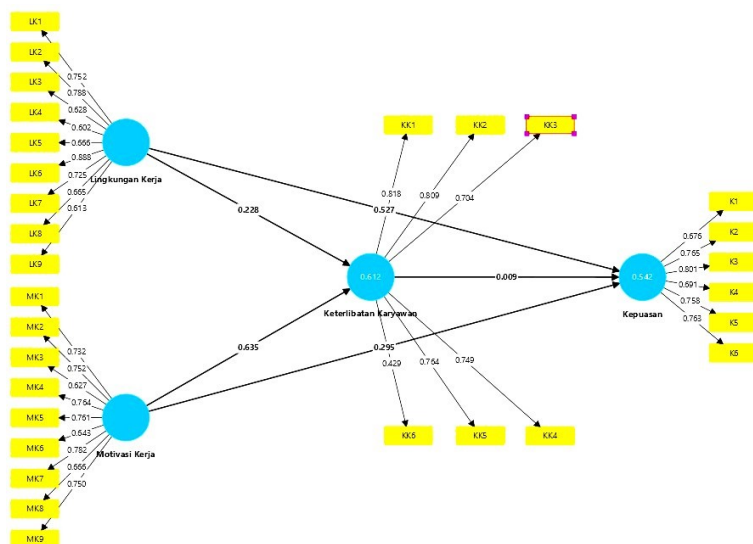 LK1
LK2
LK3
LK4
LK5
LK6
LK7
LK8
LK9
0.752
0.788
0.628
0.602
0.666
0.888
0.725
0.665
0.613
Lingkungan Kerja
MK1
MK2
MK3
MK4
MK5
MK6
MK7
MK8
MK9
0.732
0.752
0.627
0.764
0.761
0.643
0.782
0.666
0.750
Motivasi Kerja
0.228
0.635
0.527
0.009
0.295
KK1
KK2
KK3
0.818
0.809
0.704
0.612
Keterlibatan Karyawan
0.429
0.764
0.749
KK6
KK5
KK4
0.542
Kepuasan
0.676
0.765
0.801
0.691
0.758
0.763
K1
K2
K3
K4
K5
K6